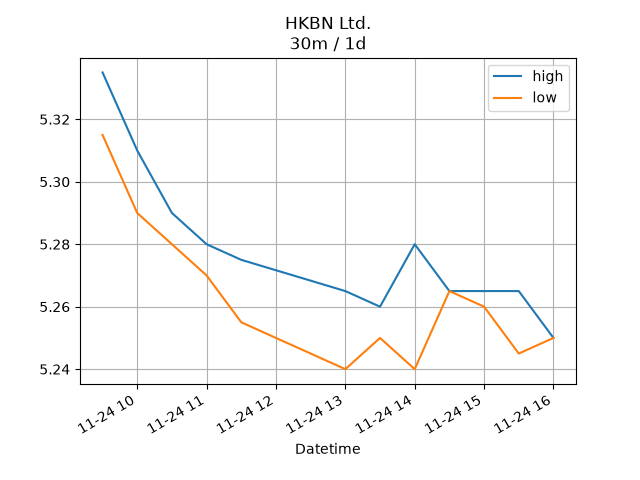 HKBN Ltd.
30m / 1d
high
low
5.32
5.30
5.28
5.26
5.24
11-24 10
11-24 11
11-24 12
11-24 13
11-24 14
11-24 15
11-24 16
Datetime